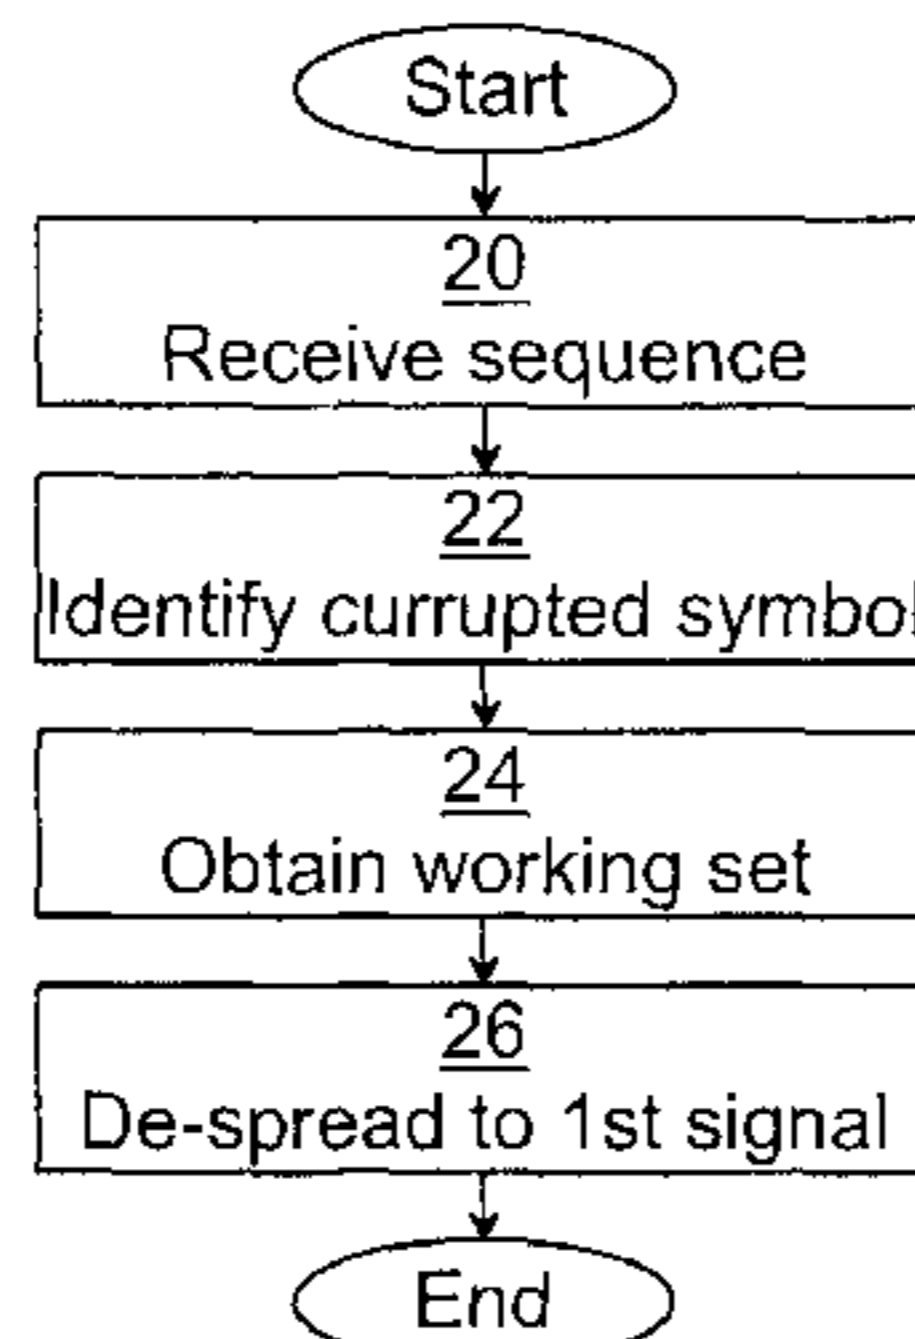 Start
20
Receive sequence
22
Identify currupted symbol
24
Obtain working set
26
De-spread to 1st signal
End